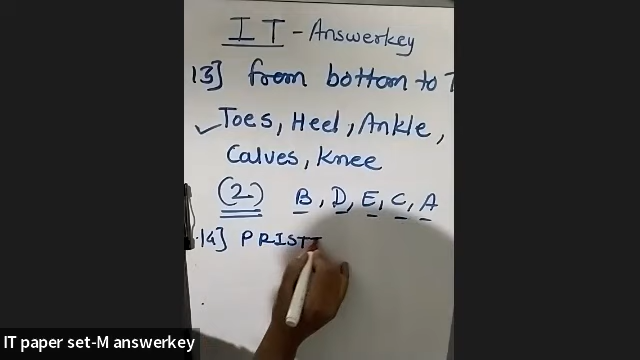 IT - Answerkey
13] from bottom to T
✓ Toes, Heel, Ankle,
Calves, Knee
(2) B, D, E, C, A
14] PRIST
IT paper set-M answerkey